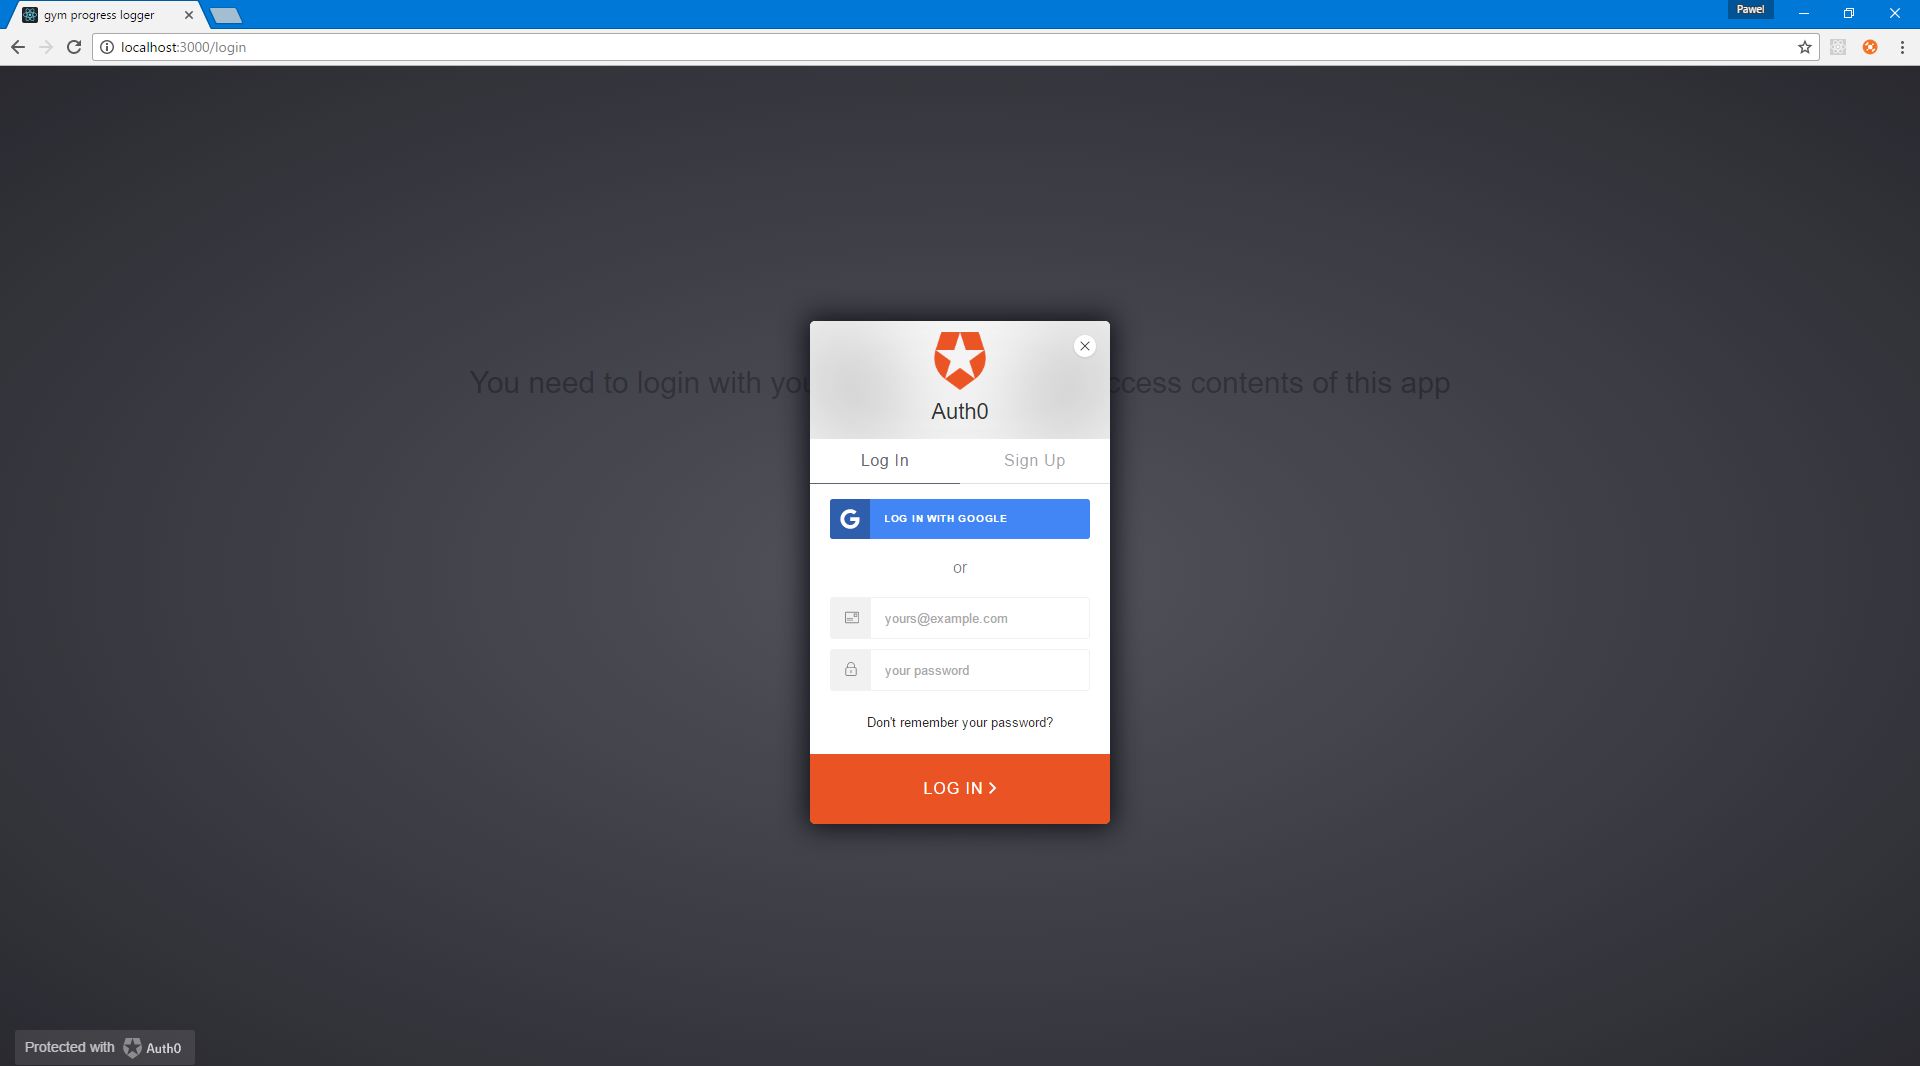 gym progress logger
Pawel
localhost:3000/login
You need to login with you ccess contents of this app
Auth0
Log In
Sign Up
G
LOG IN WITH GOOGLE
or
yours@example.com
your password
Don't remember your password?
LOG IN >
Protected with Auth0